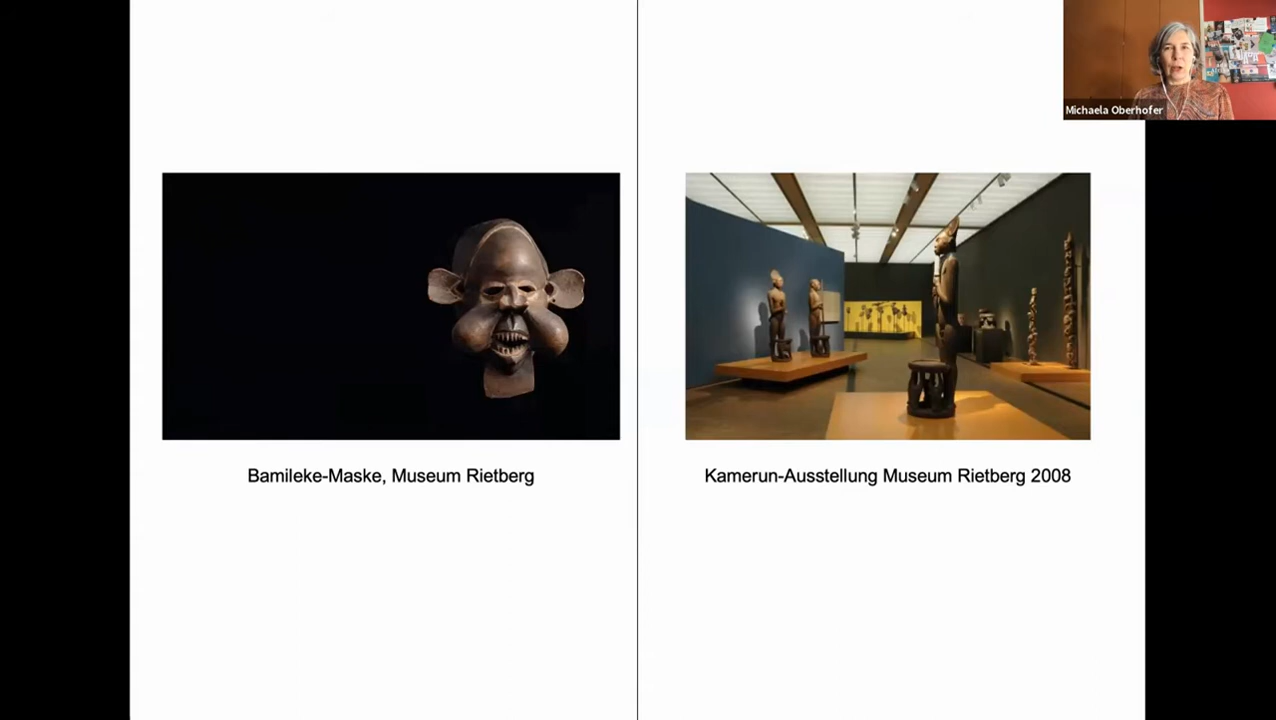 Michaela Oberhofer
Bamileke-Maske, Museum Rietberg
Kamerun-Ausstellung Museum Rietberg 2008